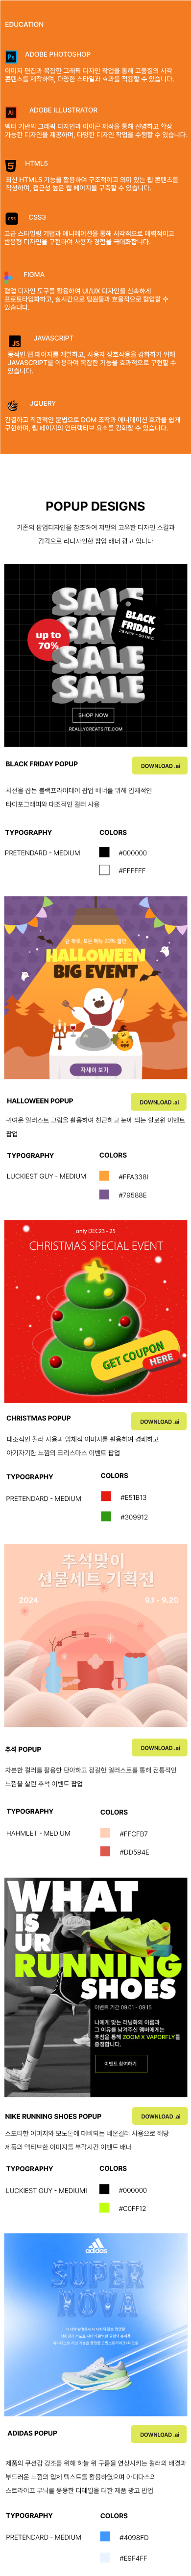 EDUCATION
Ps
ADOBE PHOTOSHOP
이미지 편집과 복잡한 그래픽 디자인 작업을 통해 고품질의 시각
콘텐츠를 제작하며, 다양한 스타일과 효과를 적용할 수 있습니다.
Ai
ADOBE ILLUSTRATOR
벡터 기반의 그래픽 디자인과 아이콘 제작을 통해 선명하고 확장
가능한 디자인을 제공하며, 다양한 디자인 작업을 수행할 수 있습니다.
HTML5
최신 HTML5 기능을 활용하여 구조적이고 의미 있는 웹 콘텐츠를
작성하며, 접근성 높은 웹 페이지를 구축할 수 있습니다.
CSS
CSS3
고급 스타일링 기법과 애니메이션을 통해 시각적으로 매력적이고
반응형 디자인을 구현하여 사용자 경험을 극대화합니다.
FIGMA
협업 디자인 도구를 활용하여 UI/UX 디자인을 신속하게
프로토타입화하고, 실시간으로 팀원들과 효율적으로 협업할 수
있습니다.
JS
JAVASCRIPT
동적인 웹 페이지를 개발하고, 사용자 상호작용을 강화하기 위해
JAVASCRIPT를 이용하여 복잡한 기능을 효과적으로 구현할 수
있습니다.
JQUERY
간결하고 직관적인 문법으로 DOM 조작과 애니메이션 효과를 쉽게
구현하며, 웹 페이지의 인터랙티브 요소를 강화할 수 있습니다.
POPUP DESIGNS
기존의 팝업디자인을 참조하여 저만의 고유한 디자인 스킬과
감각으로 리디자인한 팝업 배너 광고 입니다
SALE
SALE
SALE
SALE
up to
70%
BLACK
FRIDAY
SHOP NOW
REALLYCREATSITE.COM
BLACK FRIDAY POPUP
DOWNLOAD .ai
시선을 잡는 블랙프라이데이 팝업 배너를 위해 입체적인
타이포그래피와 대조적인 컬러 사용
TYPOGRAPHY
COLORS
PRETENDARD - MEDIUM
#000000
#FFFFFF
단 하루, 모든 메뉴 20% 할인
HALLOWEEN
BIG EVENT
자세히 보기
HALLOWEEN POPUP
DOWNLOAD .ai
귀여운 일러스트 그림을 활용하여 친근하고 눈에 띄는 할로윈 이벤트
팝업
TYPOGRAPHY
COLORS
LUCKIEST GUY - MEDIUM
#FFA338I
#79588E
only DEC23 - 25
CHRISTMAS SPECIAL EVENT
GET COUPON
HERE
CHRISTMAS POPUP
DOWNLOAD .ai
대조적인 컬러 사용과 입체적 이미지를 활용하여 경쾌하고
아기자기한 느낌의 크리스마스 이벤트 팝업
TYPOGRAPHY
COLORS
PRETENDARD - MEDIUM
#E51B13
#309912
추석맞이
선물세트 기획전
2024
9.1 - 9.20
추석 POPUP
DOWNLOAD .ai
차분한 컬러를 활용한 단아하고 정갈한 일러스트를 통해 전통적인
느낌을 살린 추석 이벤트 팝업
TYPOGRAPHY
COLORS
HAHMLET - MEDIUM
#FFCFB7
#DD594E
WHAT
IS
UR
RUNNING
SHOES
이벤트 기간 09.01 - 09.15
나에게 맞는 러닝화의 이름과
그 이유를 남겨주신 멤버에게는
추첨을 통해 ZOOM X VAPORFLY를
증정합니다.
이벤트 참여하기
NIKE RUNNING SHOES POPUP
DOWNLOAD .ai
스포티한 이미지와 모노톤에 대비되는 네온컬러 사용으로 해당
제품의 액티브한 이미지를 부각시킨 이벤트 배너
TYPOGRAPHY
COLORS
LUCKIEST GUY - MEDIUMI
#000000
#C0FF12
adidas
SUPER
NOVA
ADIDAS POPUP
DOWNLOAD .ai
제품의 쿠션감 강조를 위해 하늘 위 구름을 연상시키는 컬러의 배경과
부드러운 느낌의 입체 텍스트를 활용하였으며 아디다스의
스트라이프 무늬를 응용한 디테일을 더한 제품 광고 팝업
TYPOGRAPHY
COLORS
PRETENDARD - MEDIUM
#4098FD
#E9F4FF